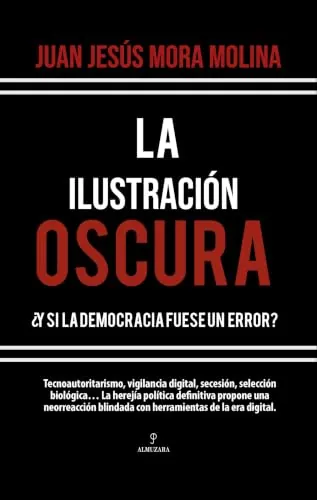 JUAN JESÚS MORA MOLINA
LA
ILUSTRACIÓN
OSCURA
¿Y SI LA DEMOCRACIA FUESE UN ERROR?
Tecnoautoritarismo, vigilancia digital, secesión, selección
biológica... La herejía política definitiva propone una
neorreacción blindada con herramientas de la era digital.
ALMUZARA